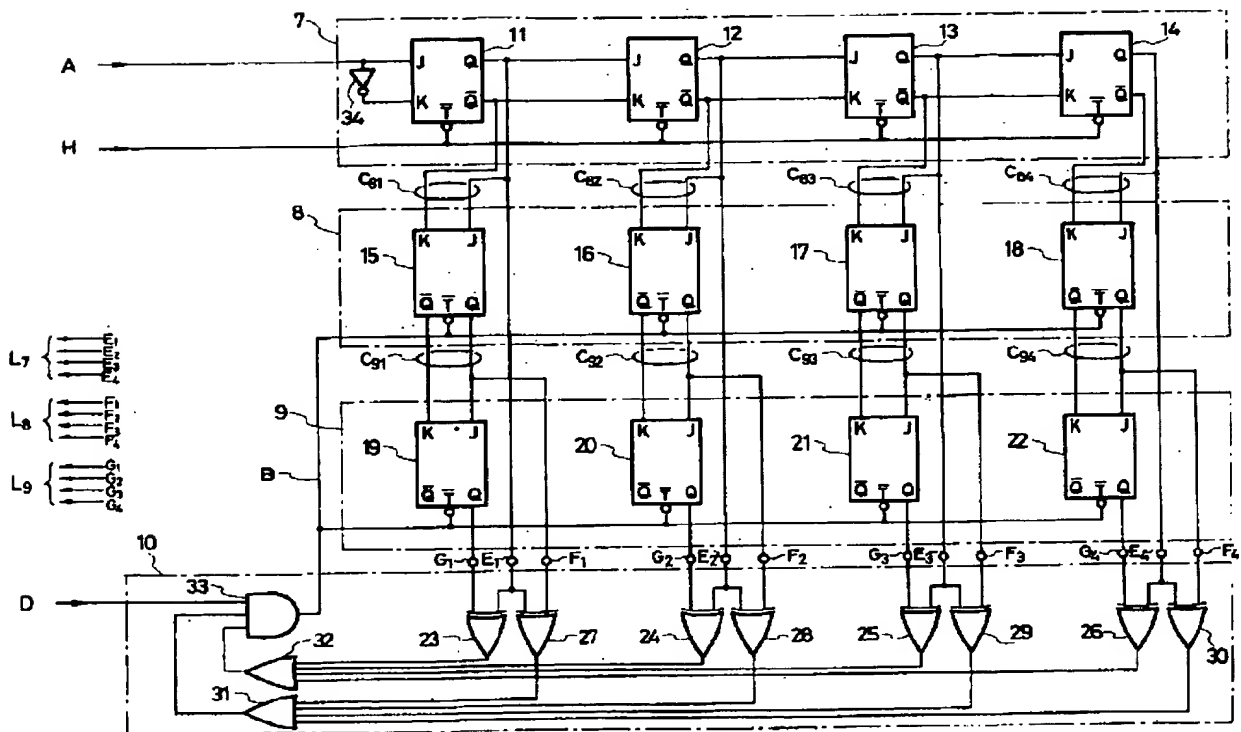 7
11
12
13
14
A
J Q
J Q
J Q
J Q
K T̅ Q̅
K T̅ Q̅
K T̅ Q̅
K T̅ Q̅
34
H
C81
C82
C83
C84
8
K J
K J
K J
K J
15
16
17
18
Q̅ T̅ Q
Q̅ T̅ Q
Q̅ T̅ Q
Q̅ T̅ Q
C91
C92
C93
C94
L7
E1
E2
E3
E4
L8
F1
F2
F3
F4
L9
G1
G2
G3
G4
9
B
K J
K J
K J
K J
19
20
21
22
Q̅ T̅ Q
Q̅ T̅ Q
Q̅ T̅ Q
Q̅ T̅ Q
10
G1 E1 F1
G2 E2 F2
G3 E3 F3
G4 E4 F4
33
D
23
27
24
28
25
29
26
30
32
31